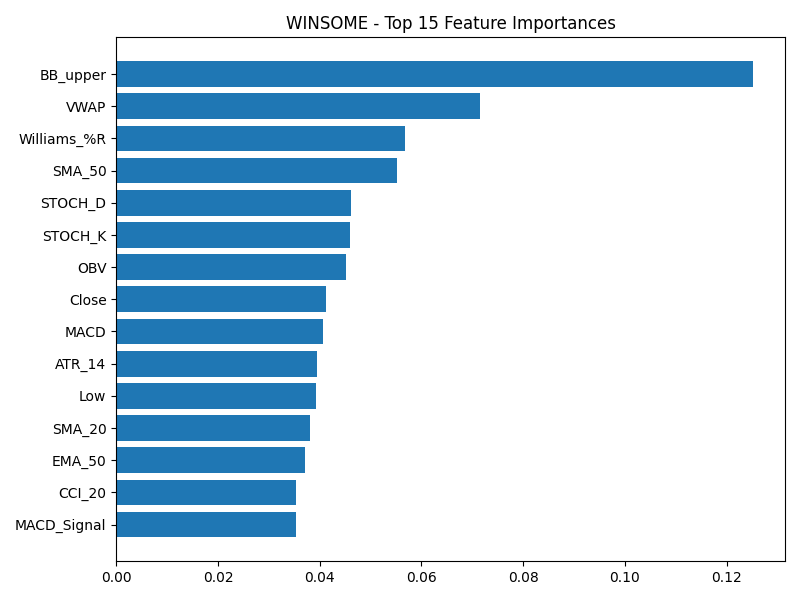 WINSOME - Top 15 Feature Importances
BB_upper
VWAP
Williams_%R
SMA_50
STOCH_D
STOCH_K
OBV
Close
MACD
ATR_14
Low
SMA_20
EMA_50
CCI_20
MACD_Signal
0.00 0.02 0.04 0.06 0.08 0.10 0.12